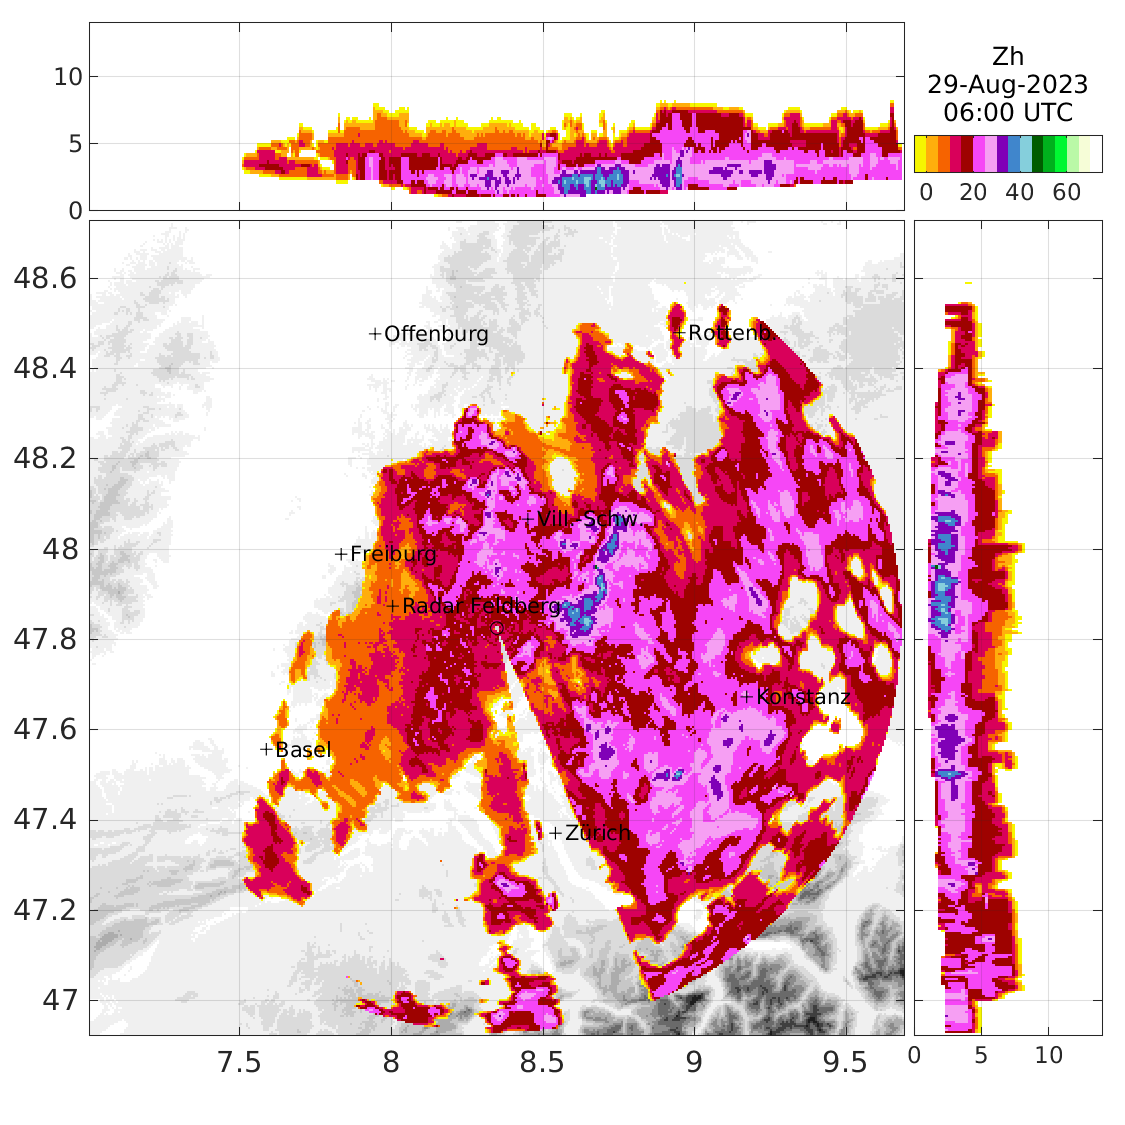 10
5
0
Zh
29-Aug-2023
06:00 UTC
0 20 40 60
48.6
48.4
48.2
48
47.8
47.6
47.4
47.2
47
+Offenburg
+Rottenb.
+Vill.-Schw.
+Freiburg
+Radar Feldberg
+Konstanz
+Basel
+Zürich
7.5 8 8.5 9 9.5
0 5 10